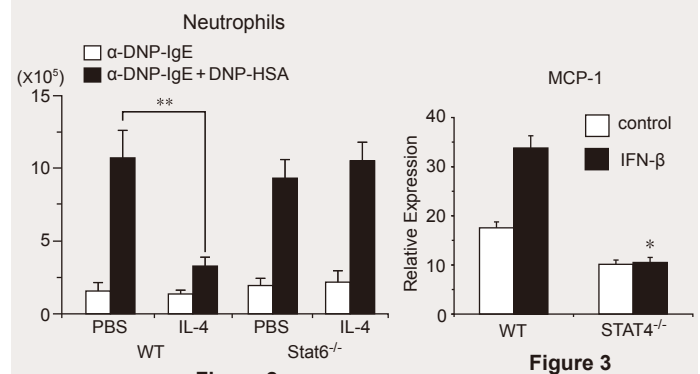 Neutrophils
α-DNP-IgE
α-DNP-IgE + DNP-HSA
(X10⁵)
15
10
5
0
**
PBS
IL-4
PBS
IL-4
WT
Stat6⁻/⁻
MCP-1
control
IFN-β
Relative Expression
40
30
20
10
0
*
WT
STAT4⁻/⁻
Figure 3